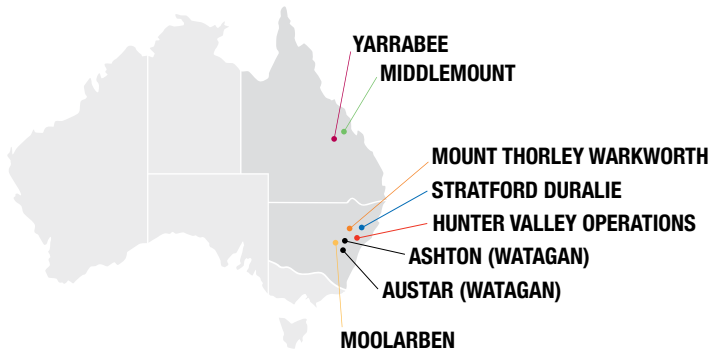 YARRABEE
MIDDLEMOUNT
MOUNT THORLEY WARKWORTH
STRATFORD DURALIE
HUNTER VALLEY OPERATIONS
ASHTON (WATAGAN)
AUSTAR (WATAGAN)
MOOLARBEN